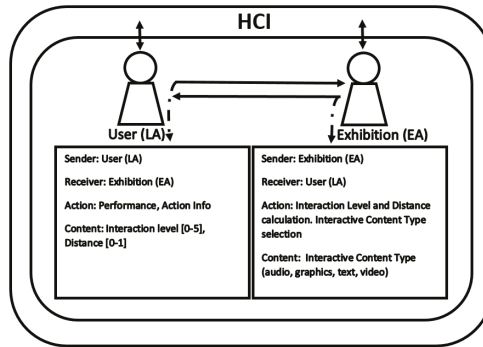 HCI
User (LA)
Exhibition (EA)
Sender: User (LA)
Receiver: Exhibition (EA)
Action: Performance, Action Info
Content: Interaction level [0-5],
Distance [0-1]
Sender: Exhibition (EA)
Receiver: User (LA)
Action: Interaction Level and Distance
calculation. Interactive Content Type
selection
Content: Interactive Content Type
(audio, graphics, text, video)